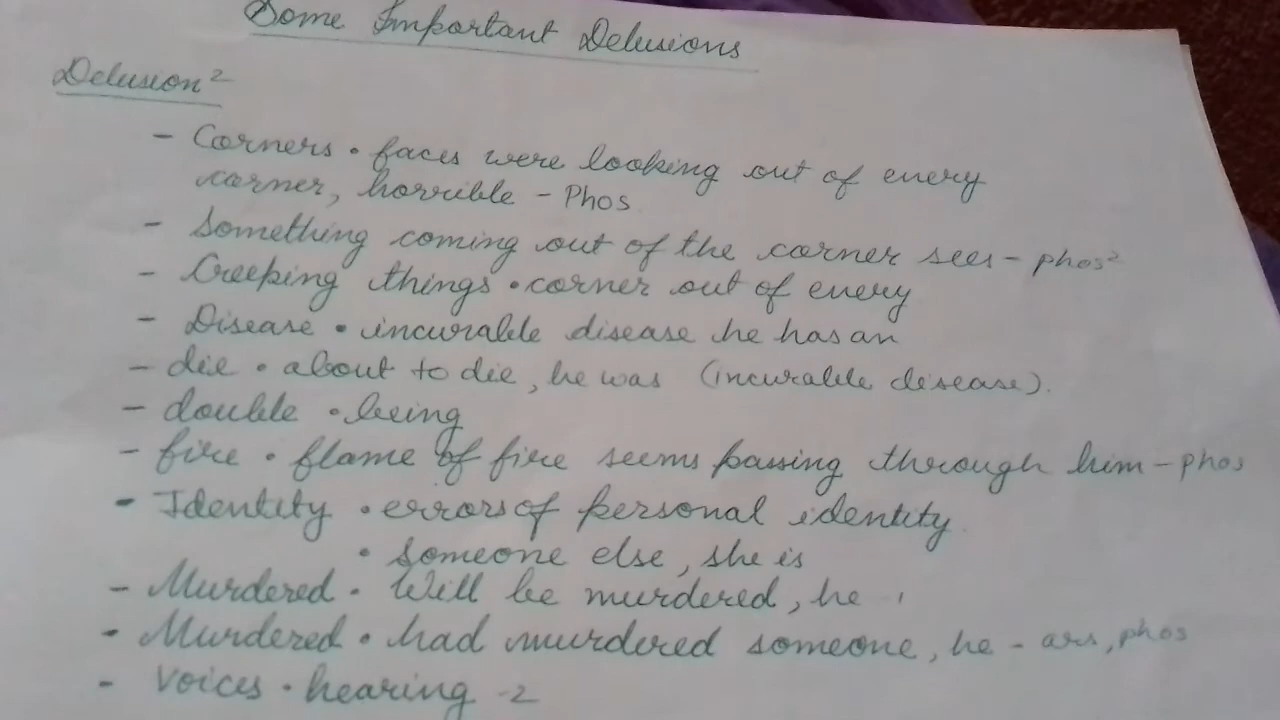 Some Important Delusions
Delusion²
- Corners . faces were looking out of every
corner, horrible - Phos
- Something coming out of the corner sees - phos²
- Creeping things . corner out of every
- Disease . incurable disease he has an
- die . about to die, he was (incurable disease).
- double . being
- fire . flame of fire seems passing through him - phos
- Identity . errors of personal identity
. someone else, she is
- Murdered . Will be murdered, he
- Murdered . had murdered someone, he - ars, phos
- Voices . hearing - 2